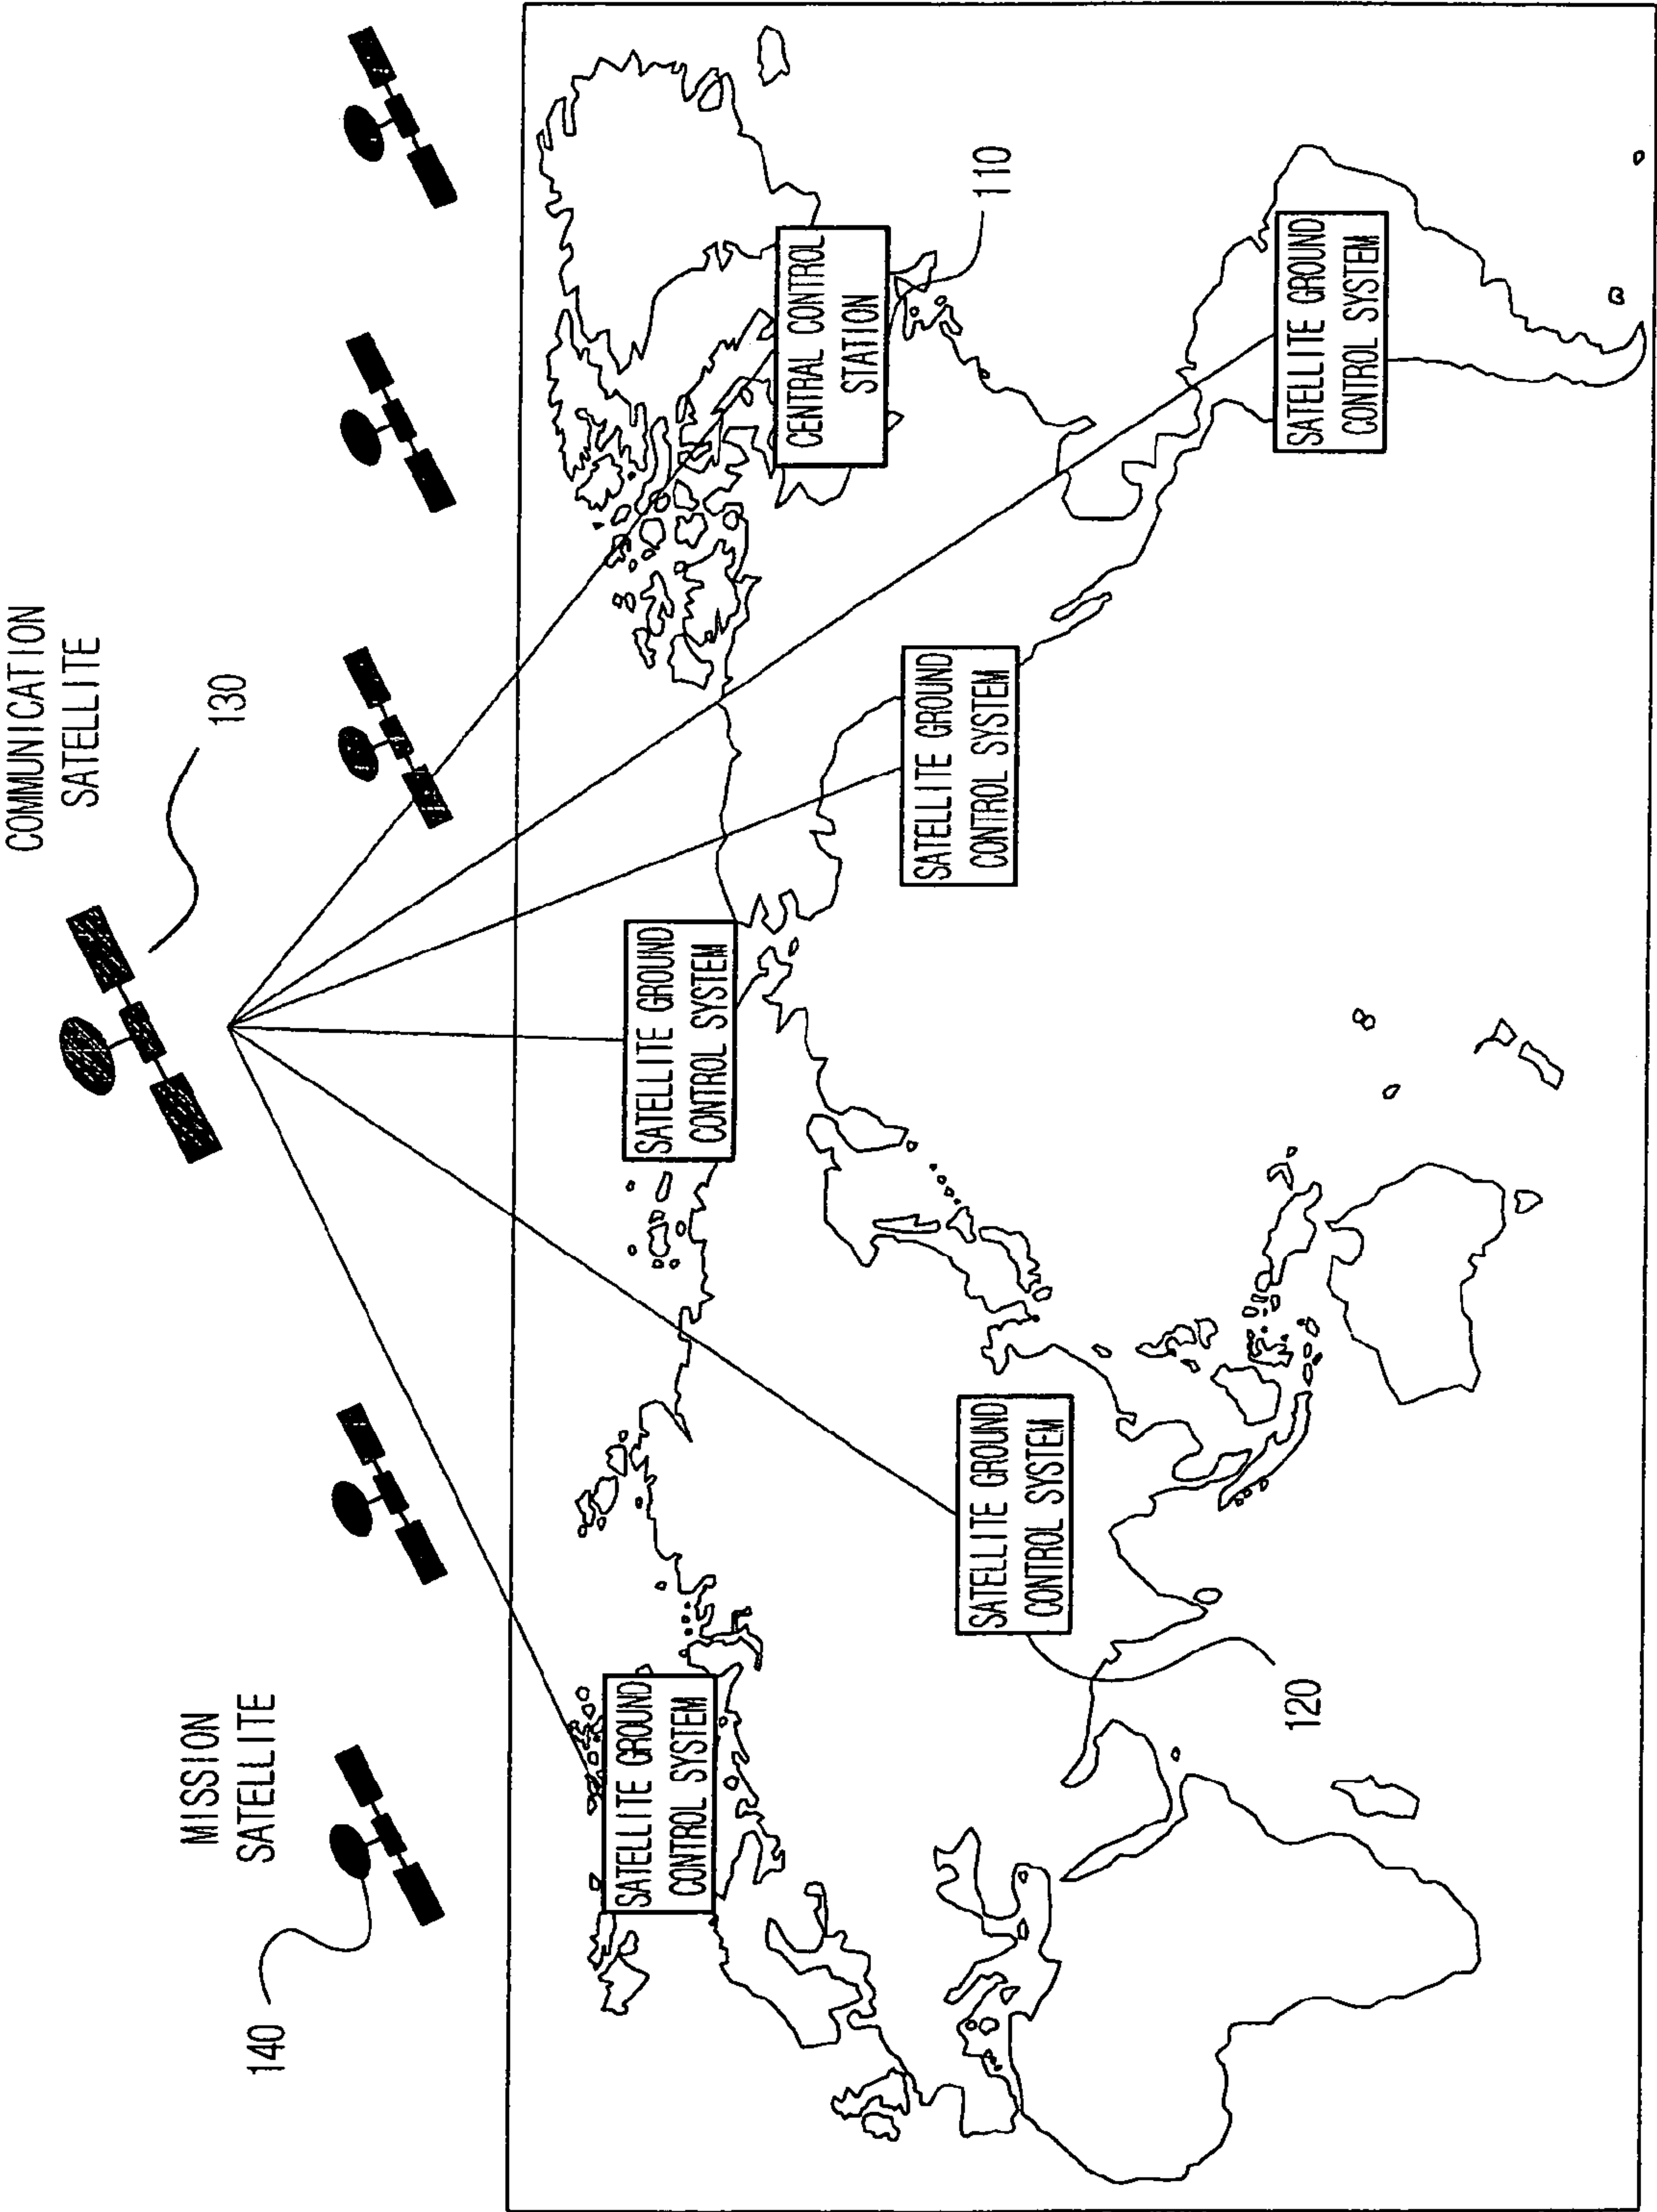 COMMUNICATION
SATELLITE
130
MISSION
SATELLITE
140
SATELLITE GROUND
CONTROL SYSTEM
SATELLITE GROUND
CONTROL SYSTEM
CENTRAL CONTROL
STATION
110
SATELLITE GROUND
CONTROL SYSTEM
SATELLITE GROUND
CONTROL SYSTEM
120
SATELLITE GROUND
CONTROL SYSTEM